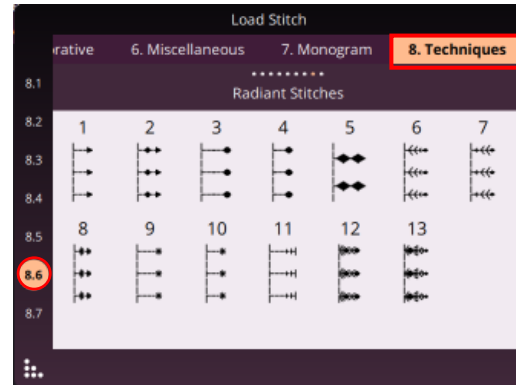 Load Stitch
rative 6. Miscellaneous 7. Monogram 8. Techniques
8.1
Radiant Stitches
8.2
1 2 3 4 5 6 7
8.3
8.4
8 9 10 11 12 13
8.5
8.6
8.7